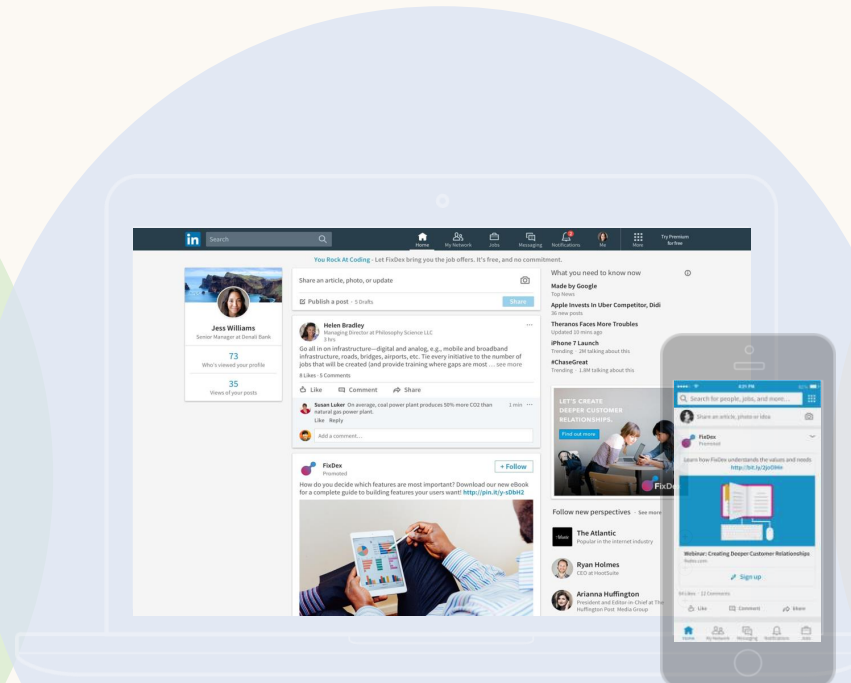 in
Search
Home
My Network
Jobs
Messaging
Notifications
Me
More
Try Premium
for free
You Rock At Coding - Let FixDex bring you the job offers. It's free, and no commitment.
Jess Williams
Senior Manager at Denali Bank
73
Who's viewed your profile
35
Views of your posts
Share an article, photo, or update
Publish a post · 5 Drafts
Share
Helen Bradley
Managing Director at Philosophy Science LLC
3 hrs
Go all in on infrastructure—digital and analog, e.g., mobile and broadband
infrastructure, roads, bridges, airports, etc. Tie every initiative to the number of
jobs that will be created (and provide training where gaps are most ... see more
8 Likes · 5 Comments
Like
Comment
Share
Susan Luker On average, coal power plant produces 50% more CO2 than
natural gas power plant.
1 min
Like Reply
Add a comment...
FixDex
Promoted
+ Follow
How do you decide which features are most important? Download our new eBook
for a complete guide to building features your users want! http://pin.it/y-sDbH2
What you need to know now
Made by Google
Top News
Apple Invests In Uber Competitor, Didi
36 new posts
Theranos Faces More Troubles
Updated 10 mins ago
iPhone 7 Launch
Trending · 2M talking about this
#ChaseGreat
Trending · 1.8M talking about this
LET'S CREATE
DEEPER CUSTOMER
RELATIONSHIPS.
Find out more
FixDe
Follow new perspectives · See more
The Atlantic
Popular in the Internet industry
Ryan Holmes
CEO at HootSuite
Arianna Huffington
President and Editor-in-Chief at The
Huffington Post Media Group
4:21 PM
Search for people, jobs, and more...
Share an article, photo or idea
FixDex
Promoted
Learn how FixDex understands the values and needs
Webinar: Creating Deeper Customer Relationships
fixdex.com
Sign up
Like
Comment
Share
Home
My Network
Messaging
Notifications
Jobs